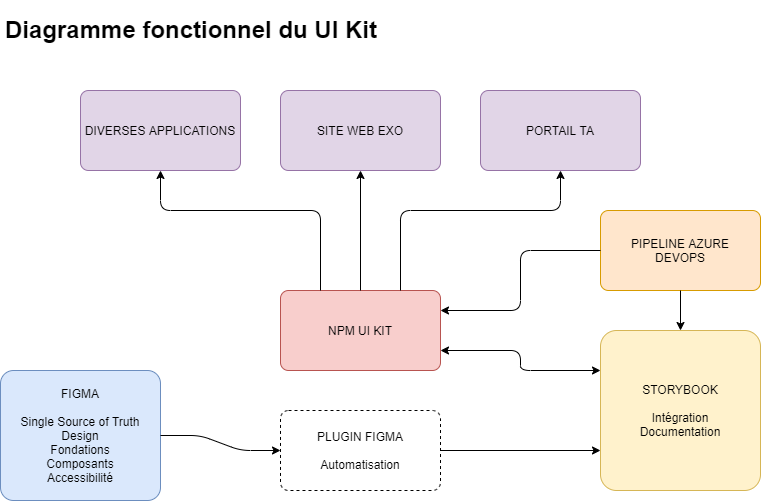 Diagramme fonctionnel du UI Kit
DIVERSES APPLICATIONS
SITE WEB EXO
PORTAIL TA
PIPELINE AZURE
DEVOPS
NPM UI KIT
FIGMA
Single Source of Truth
Design
Fondations
Composants
Accessibilité
PLUGIN FIGMA
Automatisation
STORYBOOK
Intégration
Documentation